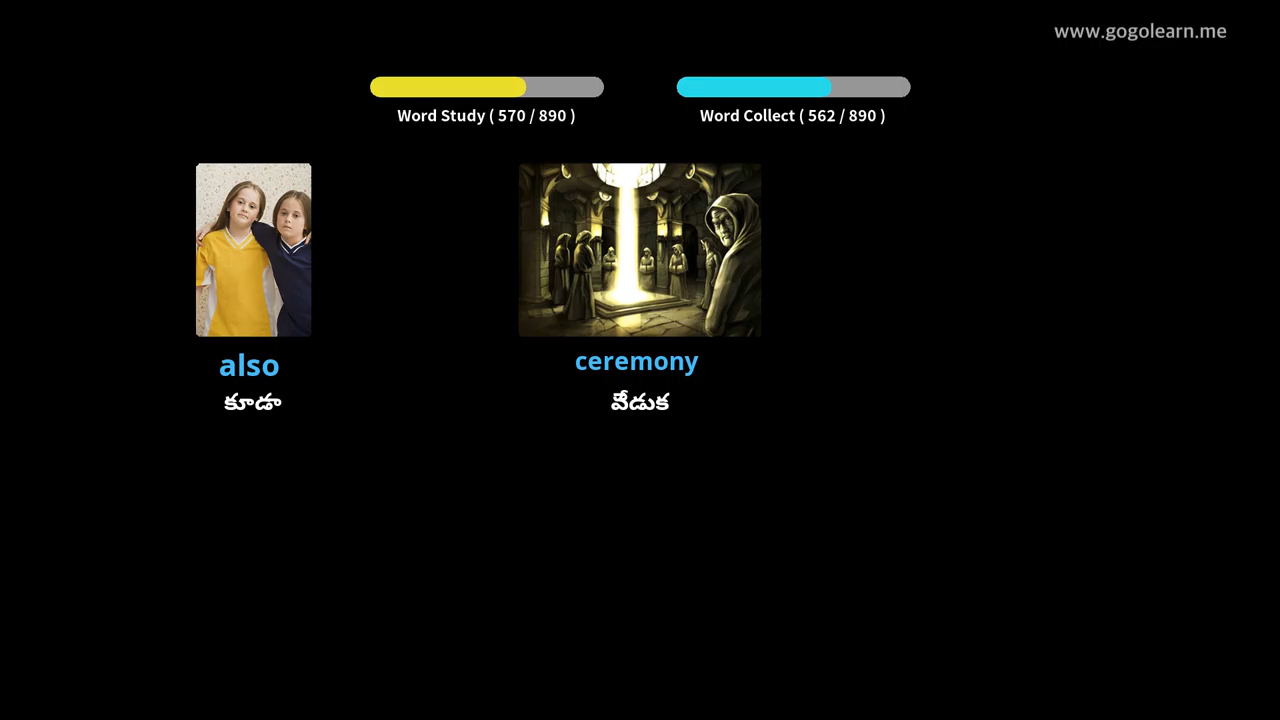 www.gogolearn.me
Word Study ( 570 / 890 )
Word Collect ( 562 / 890 )
also
కూడా
ceremony
వేడుక